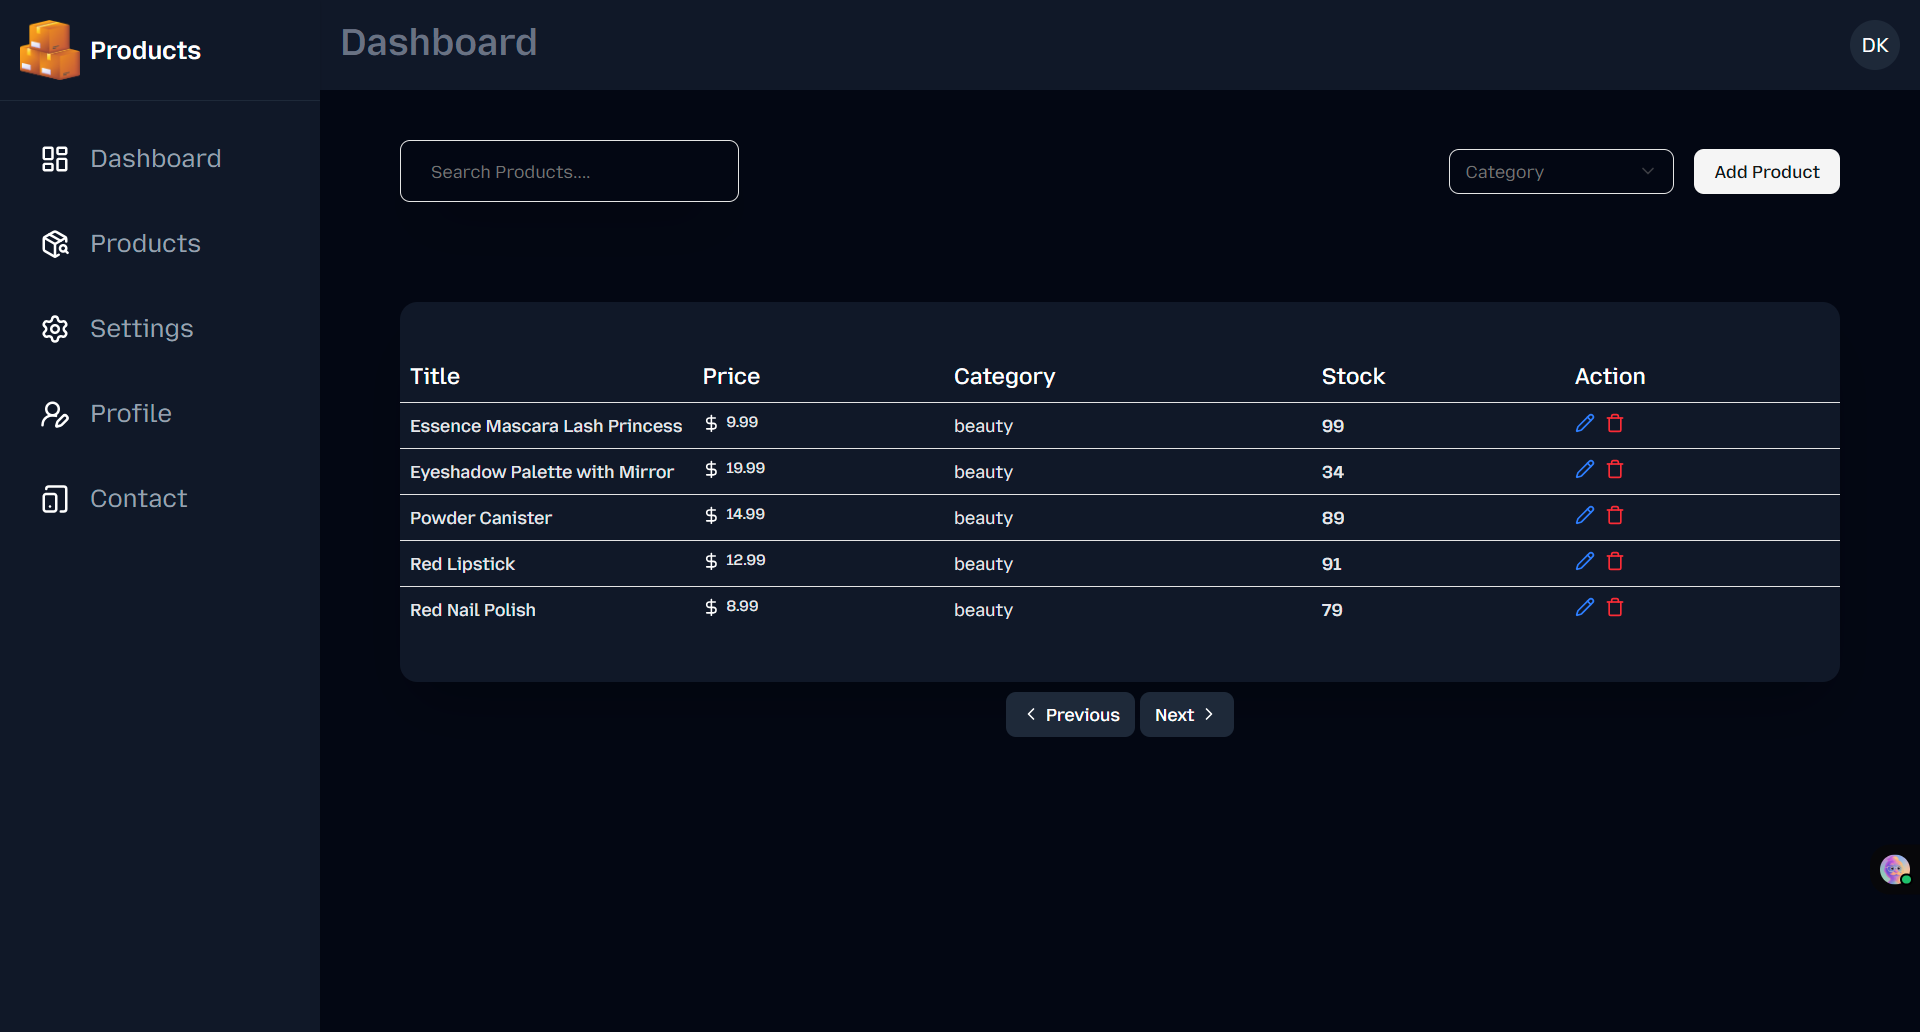 Products
Dashboard
DK
Dashboard
Products
Settings
Profile
Contact
Search Products....
Category
Add Product
Title Price Category Stock Action
Essence Mascara Lash Princess $ 9.99 beauty 99
Eyeshadow Palette with Mirror $ 19.99 beauty 34
Powder Canister $ 14.99 beauty 89
Red Lipstick $ 12.99 beauty 91
Red Nail Polish $ 8.99 beauty 79
Previous Next